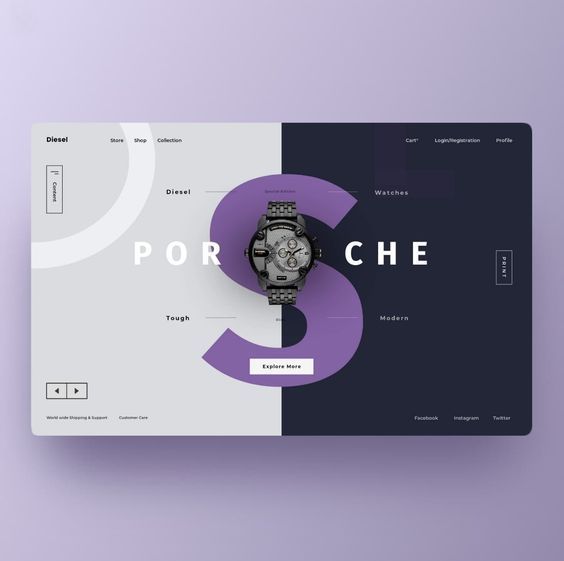 Diesel Store Shop Collection Cart° Login/Registration Profile
Content
Diesel Special Edition Watches
S
POR CHE
PRINT
Tough Modern
Explore More
World wide Shipping & Support Customer Care Facebook Instagram Twitter